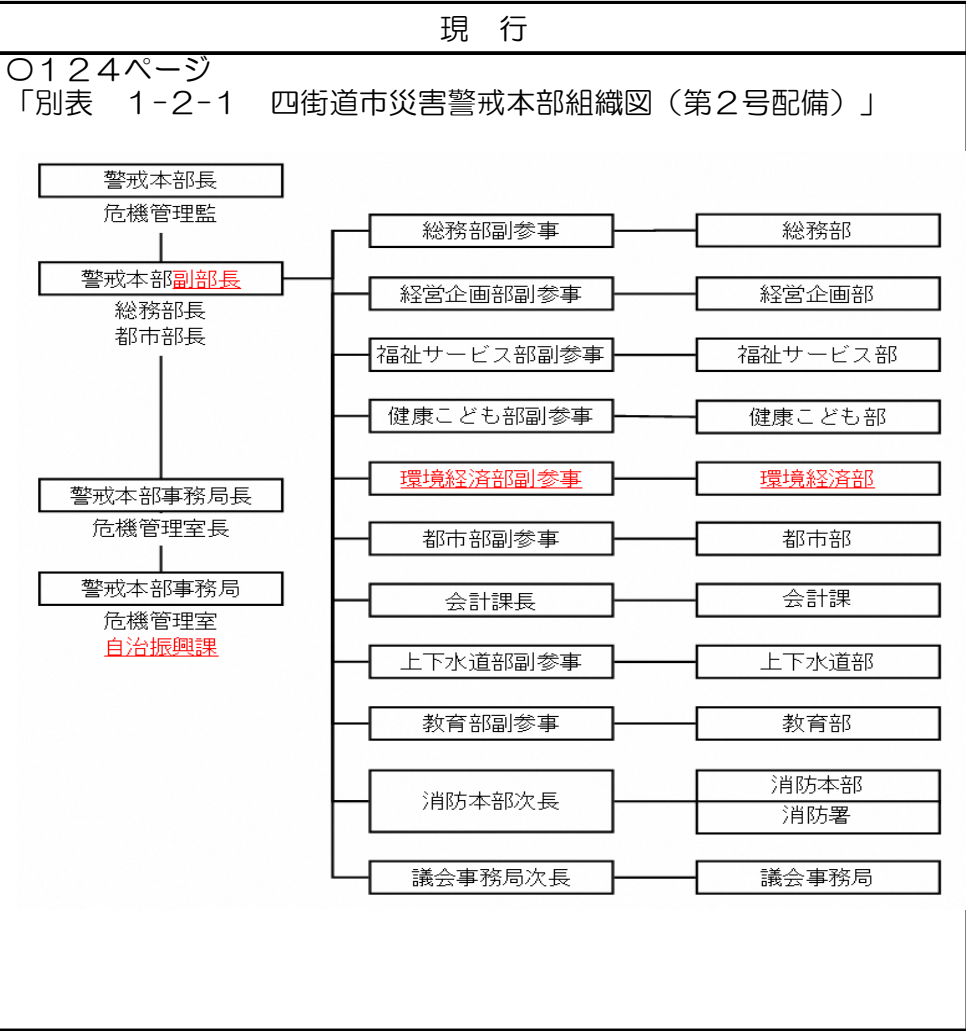 現　行
〇１２４ページ
「別表　１-２-１　四街道市災害警戒本部組織図（第２号配備）」
警戒本部長
危機管理監
警戒本部副部長
総務部長
都市部長
警戒本部事務局長
危機管理室長
警戒本部事務局
危機管理室
自治振興課
総務部副参事
総務部
経営企画部副参事
経営企画部
福祉サービス部副参事
福祉サービス部
健康こども部副参事
健康こども部
環境経済部副参事
環境経済部
都市部副参事
都市部
会計課長
会計課
上下水道部副参事
上下水道部
教育部副参事
教育部
消防本部次長
消防本部
消防署
議会事務局次長
議会事務局